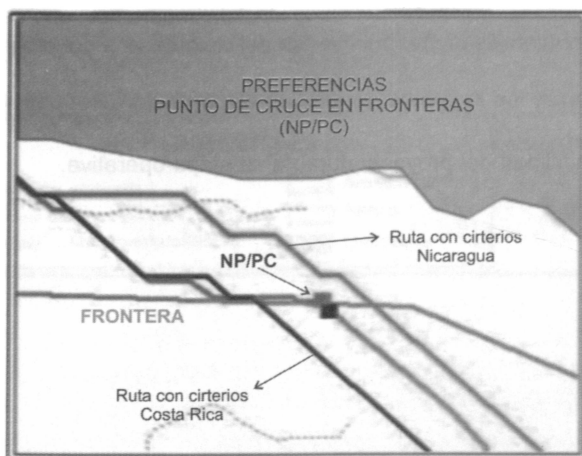 PREFERENCIAS
PUNTO DE CRUCE EN FRONTERAS
(NP/PC)
Ruta con cirterios
Nicaragua
NP/PC
FRONTERA
Ruta con cirterios
Costa Rica